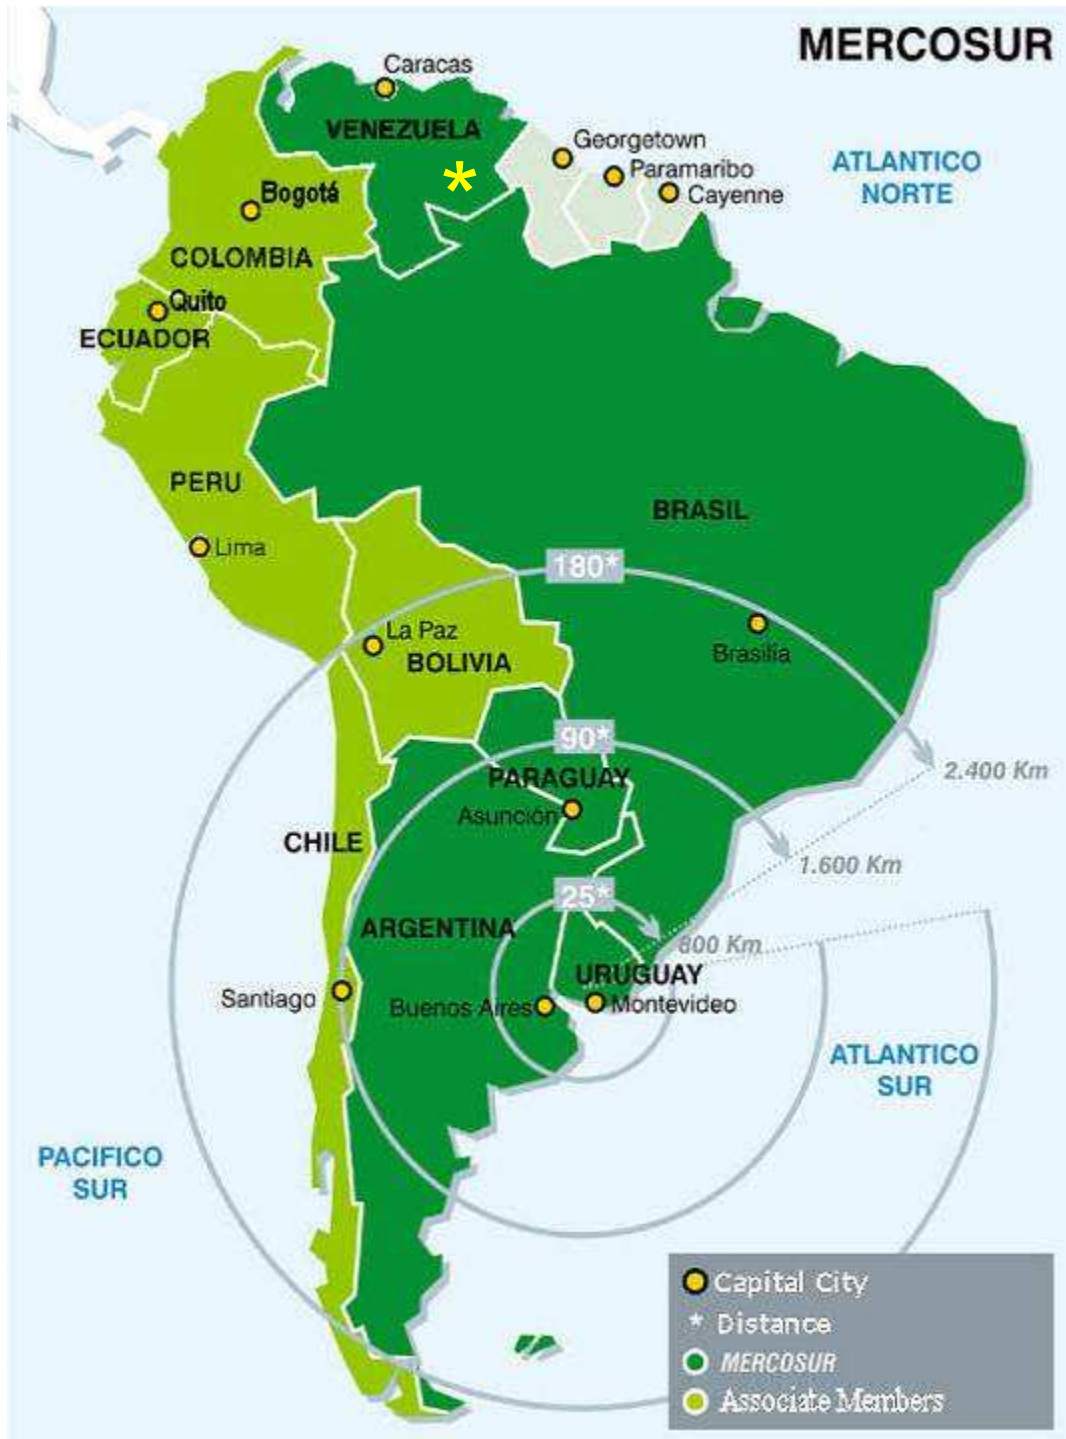 MERCOSUR
Caracas
VENEZUELA
*
Georgetown
Paramaribo
Cayenne
ATLANTICO
NORTE
Bogotá
COLOMBIA
Quito
ECUADOR
PERU
Lima
BRASIL
180*
La Paz
BOLIVIA
Brasilia
90*
2.400 Km
PARAGUAY
Asunción
CHILE
1.600 Km
25*
ARGENTINA
800 Km
URUGUAY
Santiago
Buenos Aires
Montevideo
ATLANTICO
SUR
PACIFICO
SUR
Capital City
* Distance
MERCOSUR
Associate Members